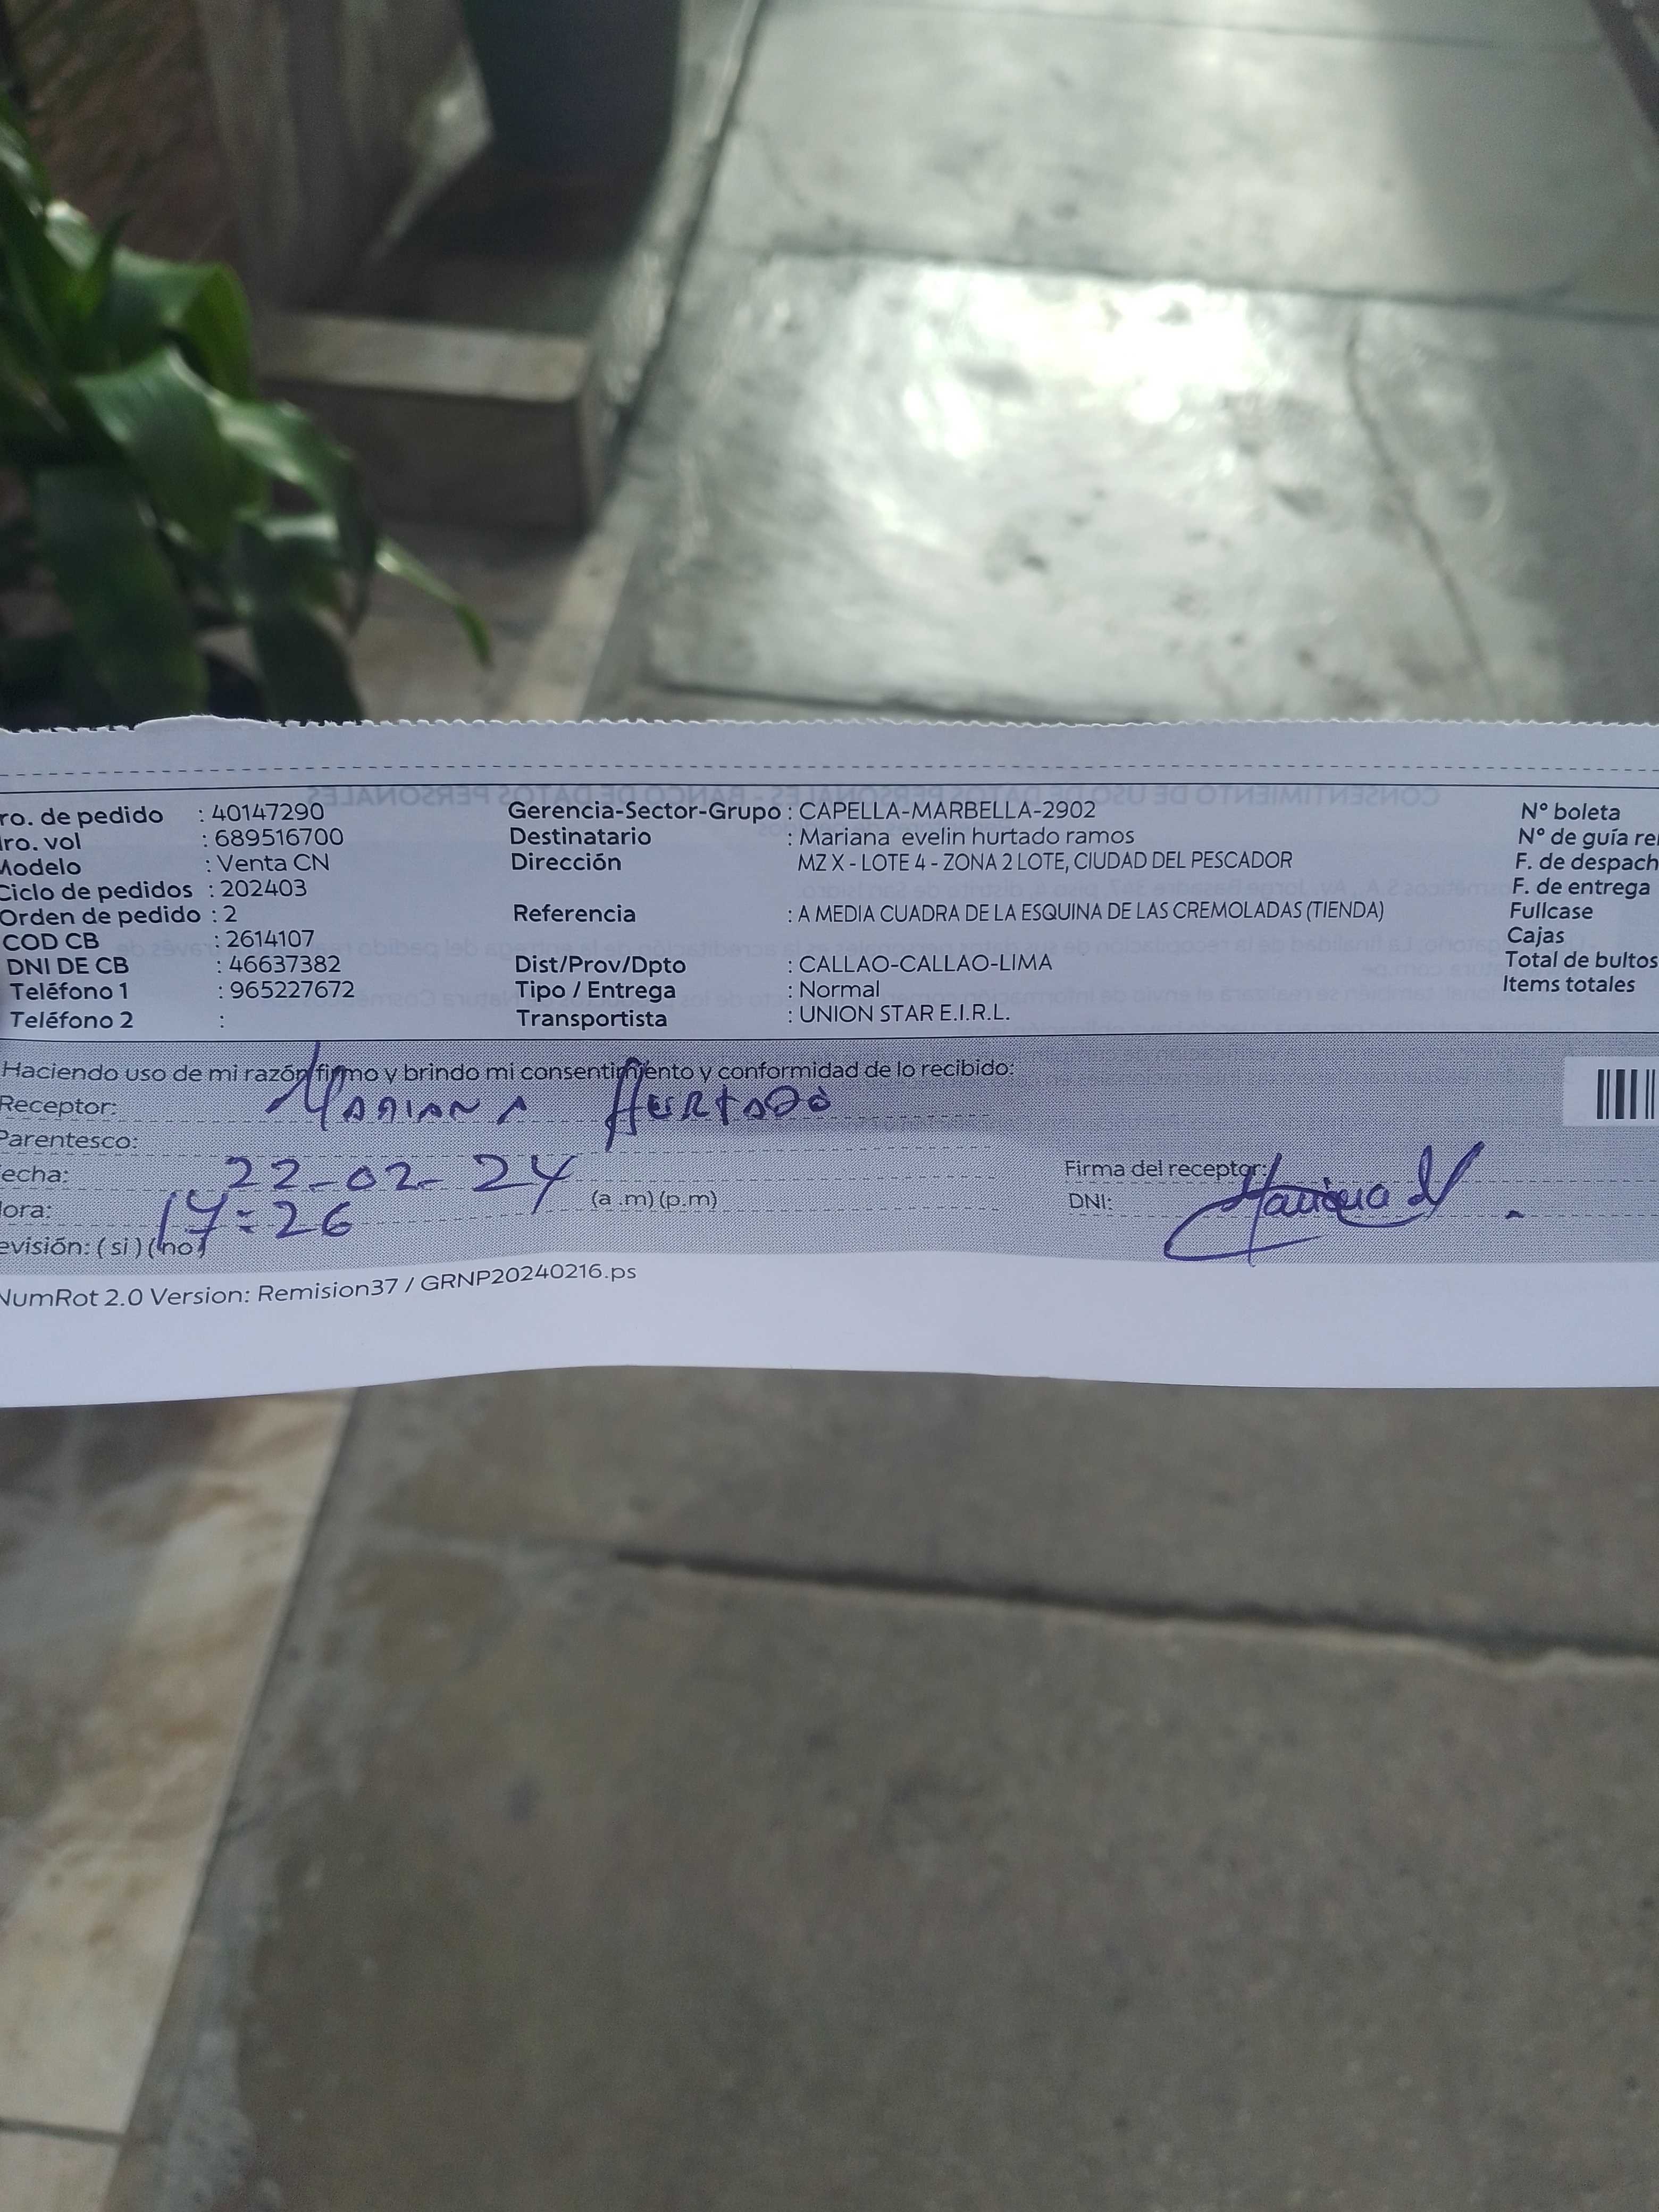 ro. de pedido : 40147290 Gerencia-Sector-Grupo : CAPELLA-MARBELLA-2902 N° boleta
ro. vol : 689516700 Destinatario : Mariana evelin hurtado ramos N° de guía re
Modelo : Venta CN Dirección MZ X - LOTE 4 - ZONA 2 LOTE, CIUDAD DEL PESCADOR F. de despach
Ciclo de pedidos : 202403 F. de entrega
Orden de pedido : 2 Referencia : A MEDIA CUADRA DE LA ESQUINA DE LAS CREMOLADAS (TIENDA) Fullcase
COD CB : 2614107 Cajas
DNI DE CB : 46637382 Dist/Prov/Dpto : CALLAO-CALLAO-LIMA Total de bultos
Teléfono 1 : 965227672 Tipo / Entrega : Normal Items totales
Teléfono 2 : Transportista : UNION STAR E.I.R.L.
Haciendo uso de mi razón firmo y brindo mi consentimiento y conformidad de lo recibido:
Receptor: MARIANA HURTADO
Parentesco:
echa: 22-02-24 Firma del receptor:
ora: 14:26 (a .m) (p.m) DNI: Mariana H.
evisión: ( si ) ( no )
NumRot 2.0 Version: Remision37 / GRNP20240216.ps